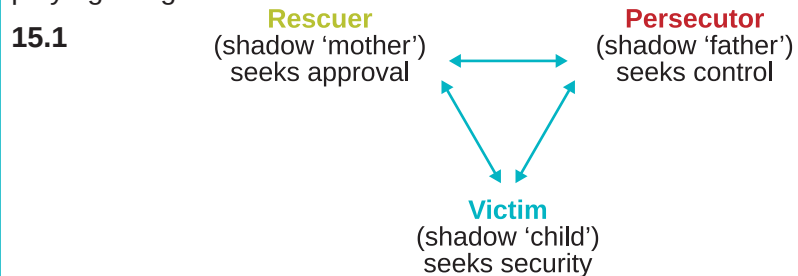 15.1
Rescuer
(shadow ‘mother’)
seeks approval
Persecutor
(shadow ‘father’)
seeks control
Victim
(shadow ‘child’)
seeks security